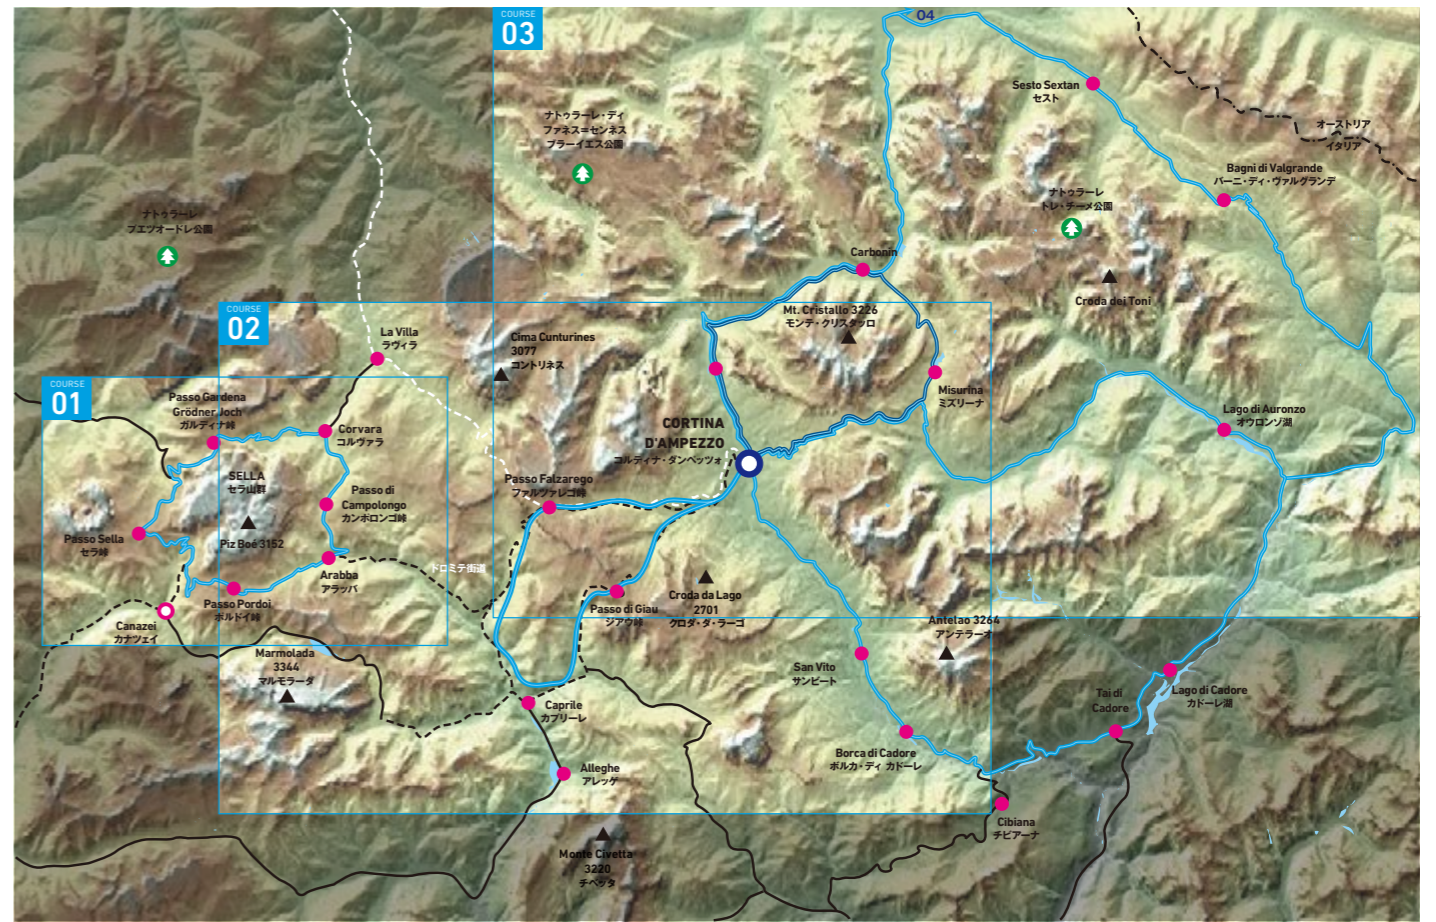 COURSE
03
04
Sesto Sextan
セスト
オーストリア
イタリア
Bagni di Valgrande
バーニ・ディ・ヴァルグランデ
ナトゥラーレ・ディ
ファネス=センネス
ブラーイエス公園
ナトゥラーレ
トレ・チーメ公園
ナトゥラーレ
プエツオードレ公園
Carbonin
Croda dei Toni
COURSE
02
Mt. Cristallo 3226
モンテ・クリスタッロ
La Villa
ラヴィラ
Cima Cunturines
3077
コントリネス
COURSE
01
Passo Gardena
Grödner Joch
ガルディナ峠
Misurina
ミズリーナ
Corvara
コルヴァラ
CORTINA
D'AMPEZZO
コルディナ・ダンペッツォ
Lago di Auronzo
オウロンゾ湖
SELLA
セラ山群
Passo Falzarego
ファルツァレゴ峠
Passo di
Campolongo
カンポロンゴ峠
Passo Sella
セラ峠
Piz Boé 3152
ドロミテ街道
Arabba
アラッバ
Passo Pordoi
ポルドイ峠
Passo di Giau
ジアウ峠
Croda da Lago
2701
クロダ・ダ・ラーゴ
Canazei
カナツェイ
Antelao 3264
アンテラーオ
Marmolada
3344
マルモラーダ
San Vito
サンビート
Lago di Cadore
カドーレ湖
Tai di
Cadore
Caprile
カプリーレ
Borca di Cadore
ボルカ・ディ カドーレ
Alleghe
アレッゲ
Cibiana
チビアーナ
Monte Civetta
3220
チベッタ